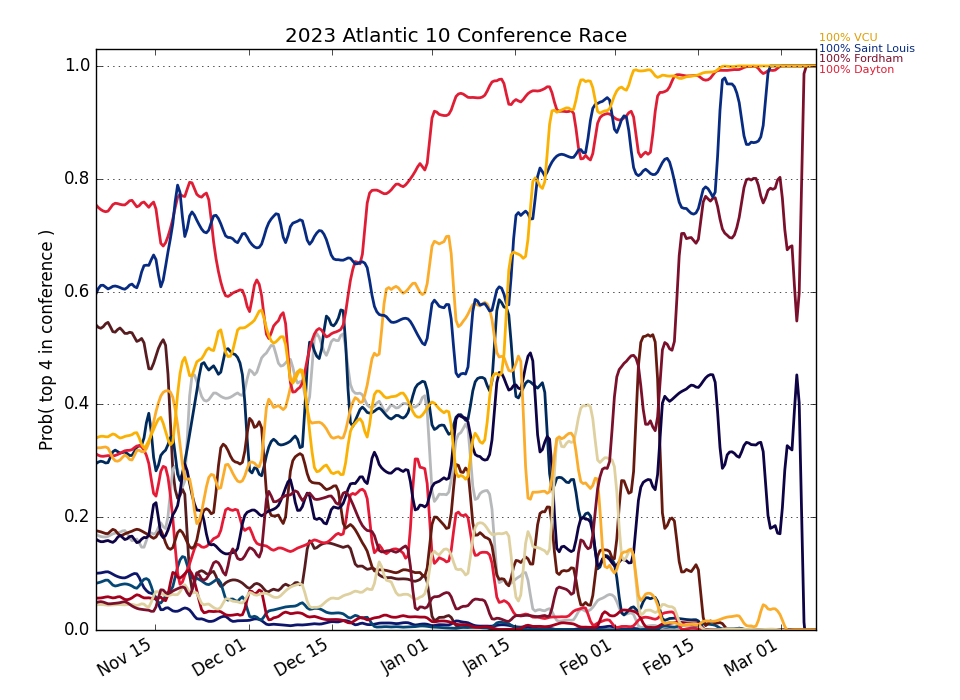 2023 Atlantic 10 Conference Race
100% VCU
100% Saint Louis
100% Fordham
100% Dayton
Prob( top 4 in conference )
1.0
0.8
0.6
0.4
0.2
0.0
Nov 15
Dec 01
Dec 15
Jan 01
Jan 15
Feb 01
Feb 15
Mar 01